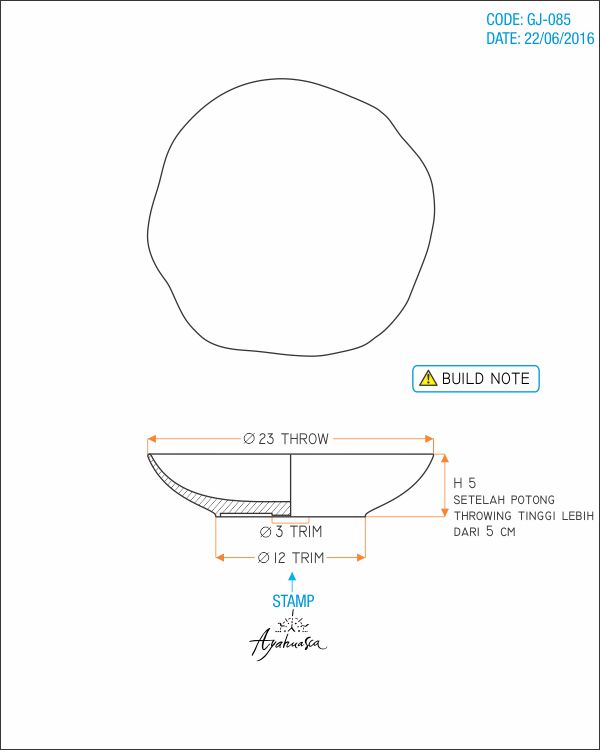 CODE: GJ-085
DATE: 22/06/2016
BUILD NOTE
Ø 23 THROW
H 5
SETELAH POTONG
THROWING TINGGI LEBIH
DARI 5 CM
Ø 3 TRIM
Ø 12 TRIM
STAMP
Ayahuasca